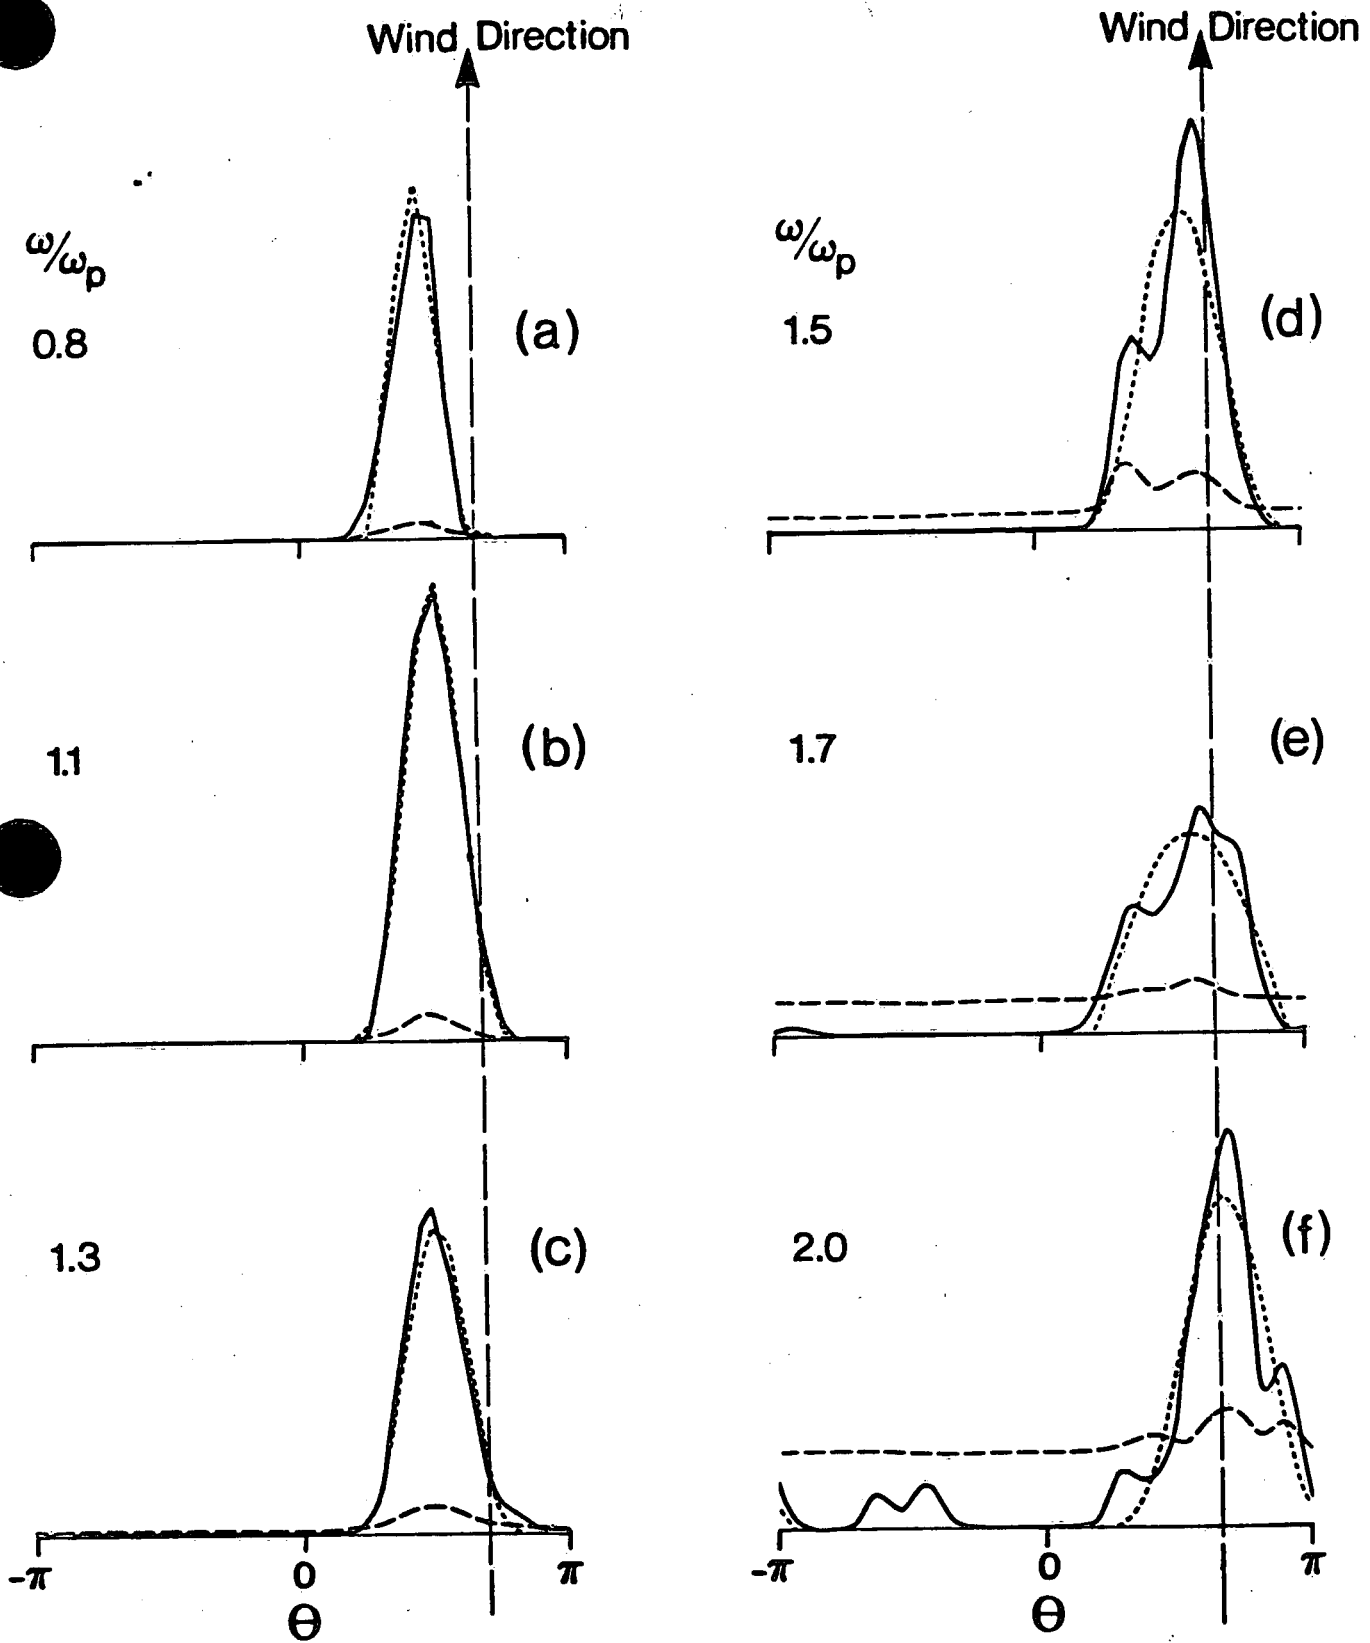 Wind Direction
ω/ωp
0.8
(a)
1.1
(b)
1.3
(c)
-π 0 π
Θ
Wind Direction
ω/ωp
1.5
(d)
1.7
(e)
2.0
(f)
-π 0 π
Θ